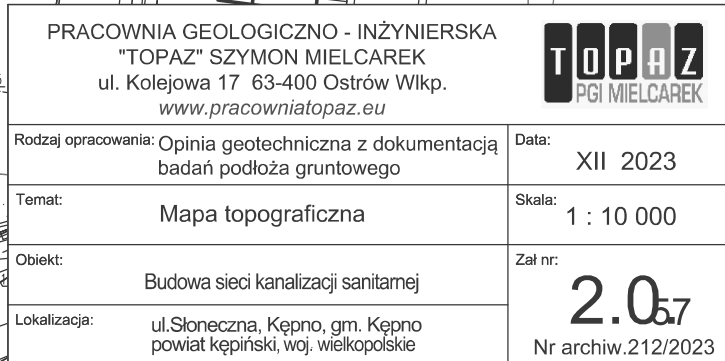 PRACOWNIA GEOLOGICZNO - INŻYNIERSKA
"TOPAZ" SZYMON MIELCAREK
ul. Kolejowa 17 63-400 Ostrów Wlkp.
www.pracowniatopaz.eu
TOPAZ
PGI MIELCAREK
Rodzaj opracowania: Opinia geotechniczna z dokumentacją
badań podłoża gruntowego
Data:
XII 2023
Temat:
Mapa topograficzna
Skala:
1 : 10 000
Obiekt:
Budowa sieci kanalizacji sanitarnej
Zał nr:
2.0
Lokalizacja:
ul.Słoneczna, Kępno, gm. Kępno
powiat kępiński, woj. wielkopolskie
Nr archiw.212/2023